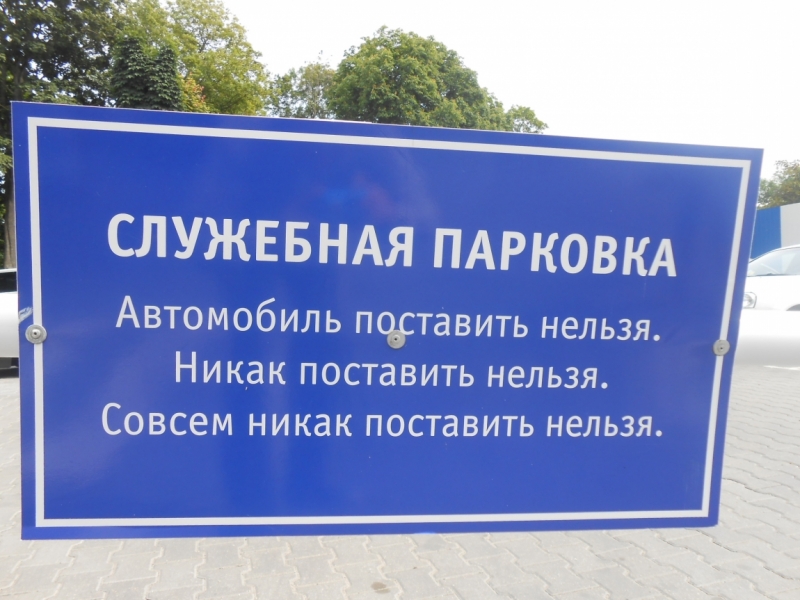 СЛУЖЕБНАЯ ПАРКОВКА
Автомобиль поставить нельзя.
Никак поставить нельзя.
Совсем никак поставить нельзя.